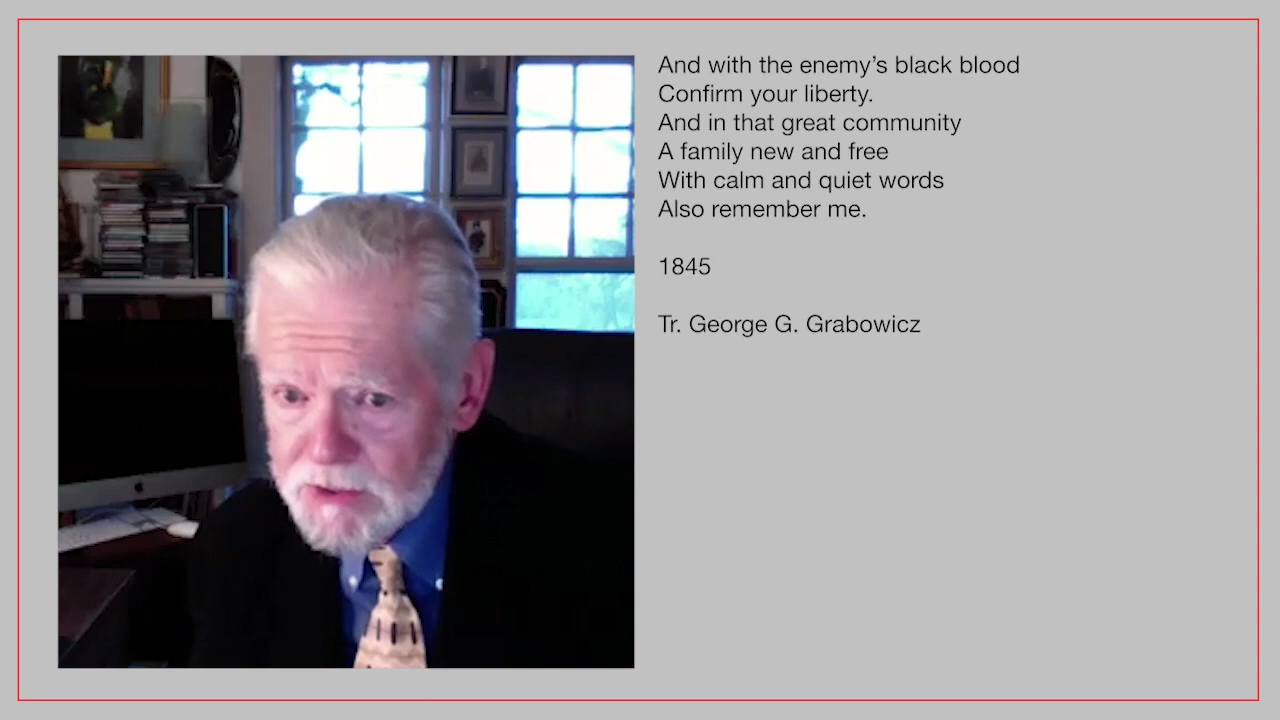 And with the enemy’s black blood
Confirm your liberty.
And in that great community
A family new and free
With calm and quiet words
Also remember me.
1845
Tr. George G. Grabowicz